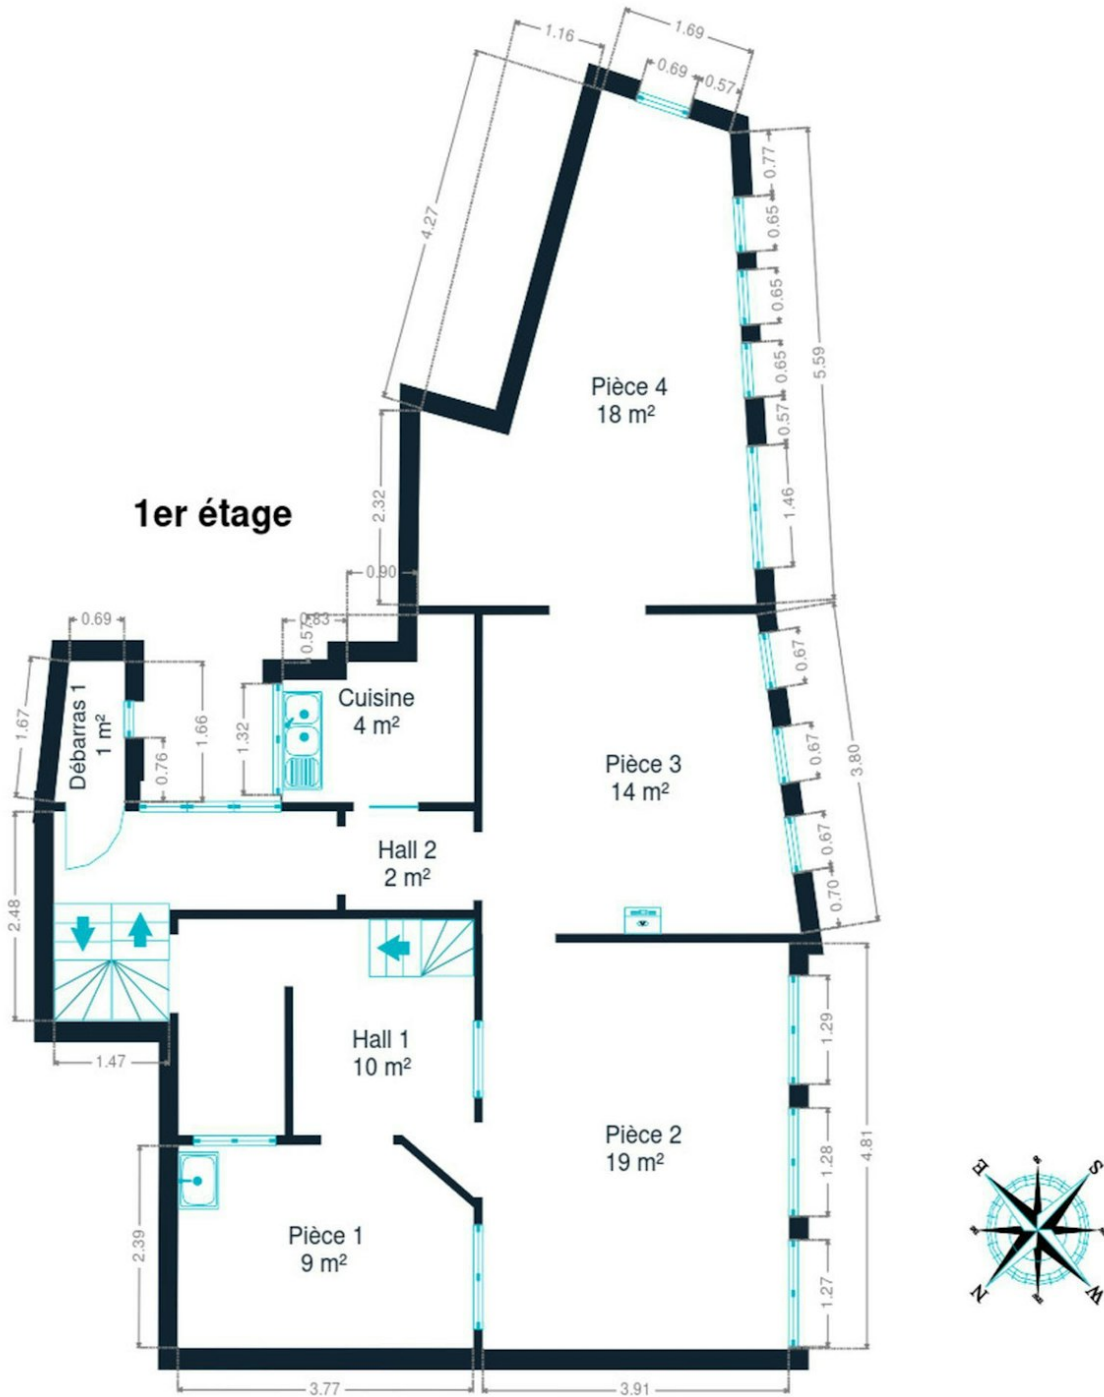 1.16
1.69
0.69
0.57
0.77
4.27
0.65
0.65
5.59
0.65
Pièce 4
18 m²
0.57
1.46
2.32
1er étage
0.90
0.69
0.83
0.57
0.67
1.67
Débarras 1
1 m²
1.66
0.76
1.32
Cuisine
4 m²
Pièce 3
14 m²
0.67
3.80
0.67
0.70
Hall 2
2 m²
2.48
1.47
Hall 1
10 m²
1.29
Pièce 2
19 m²
1.28
4.81
2.39
Pièce 1
9 m²
1.27
3.77
3.91
E
S
N
W